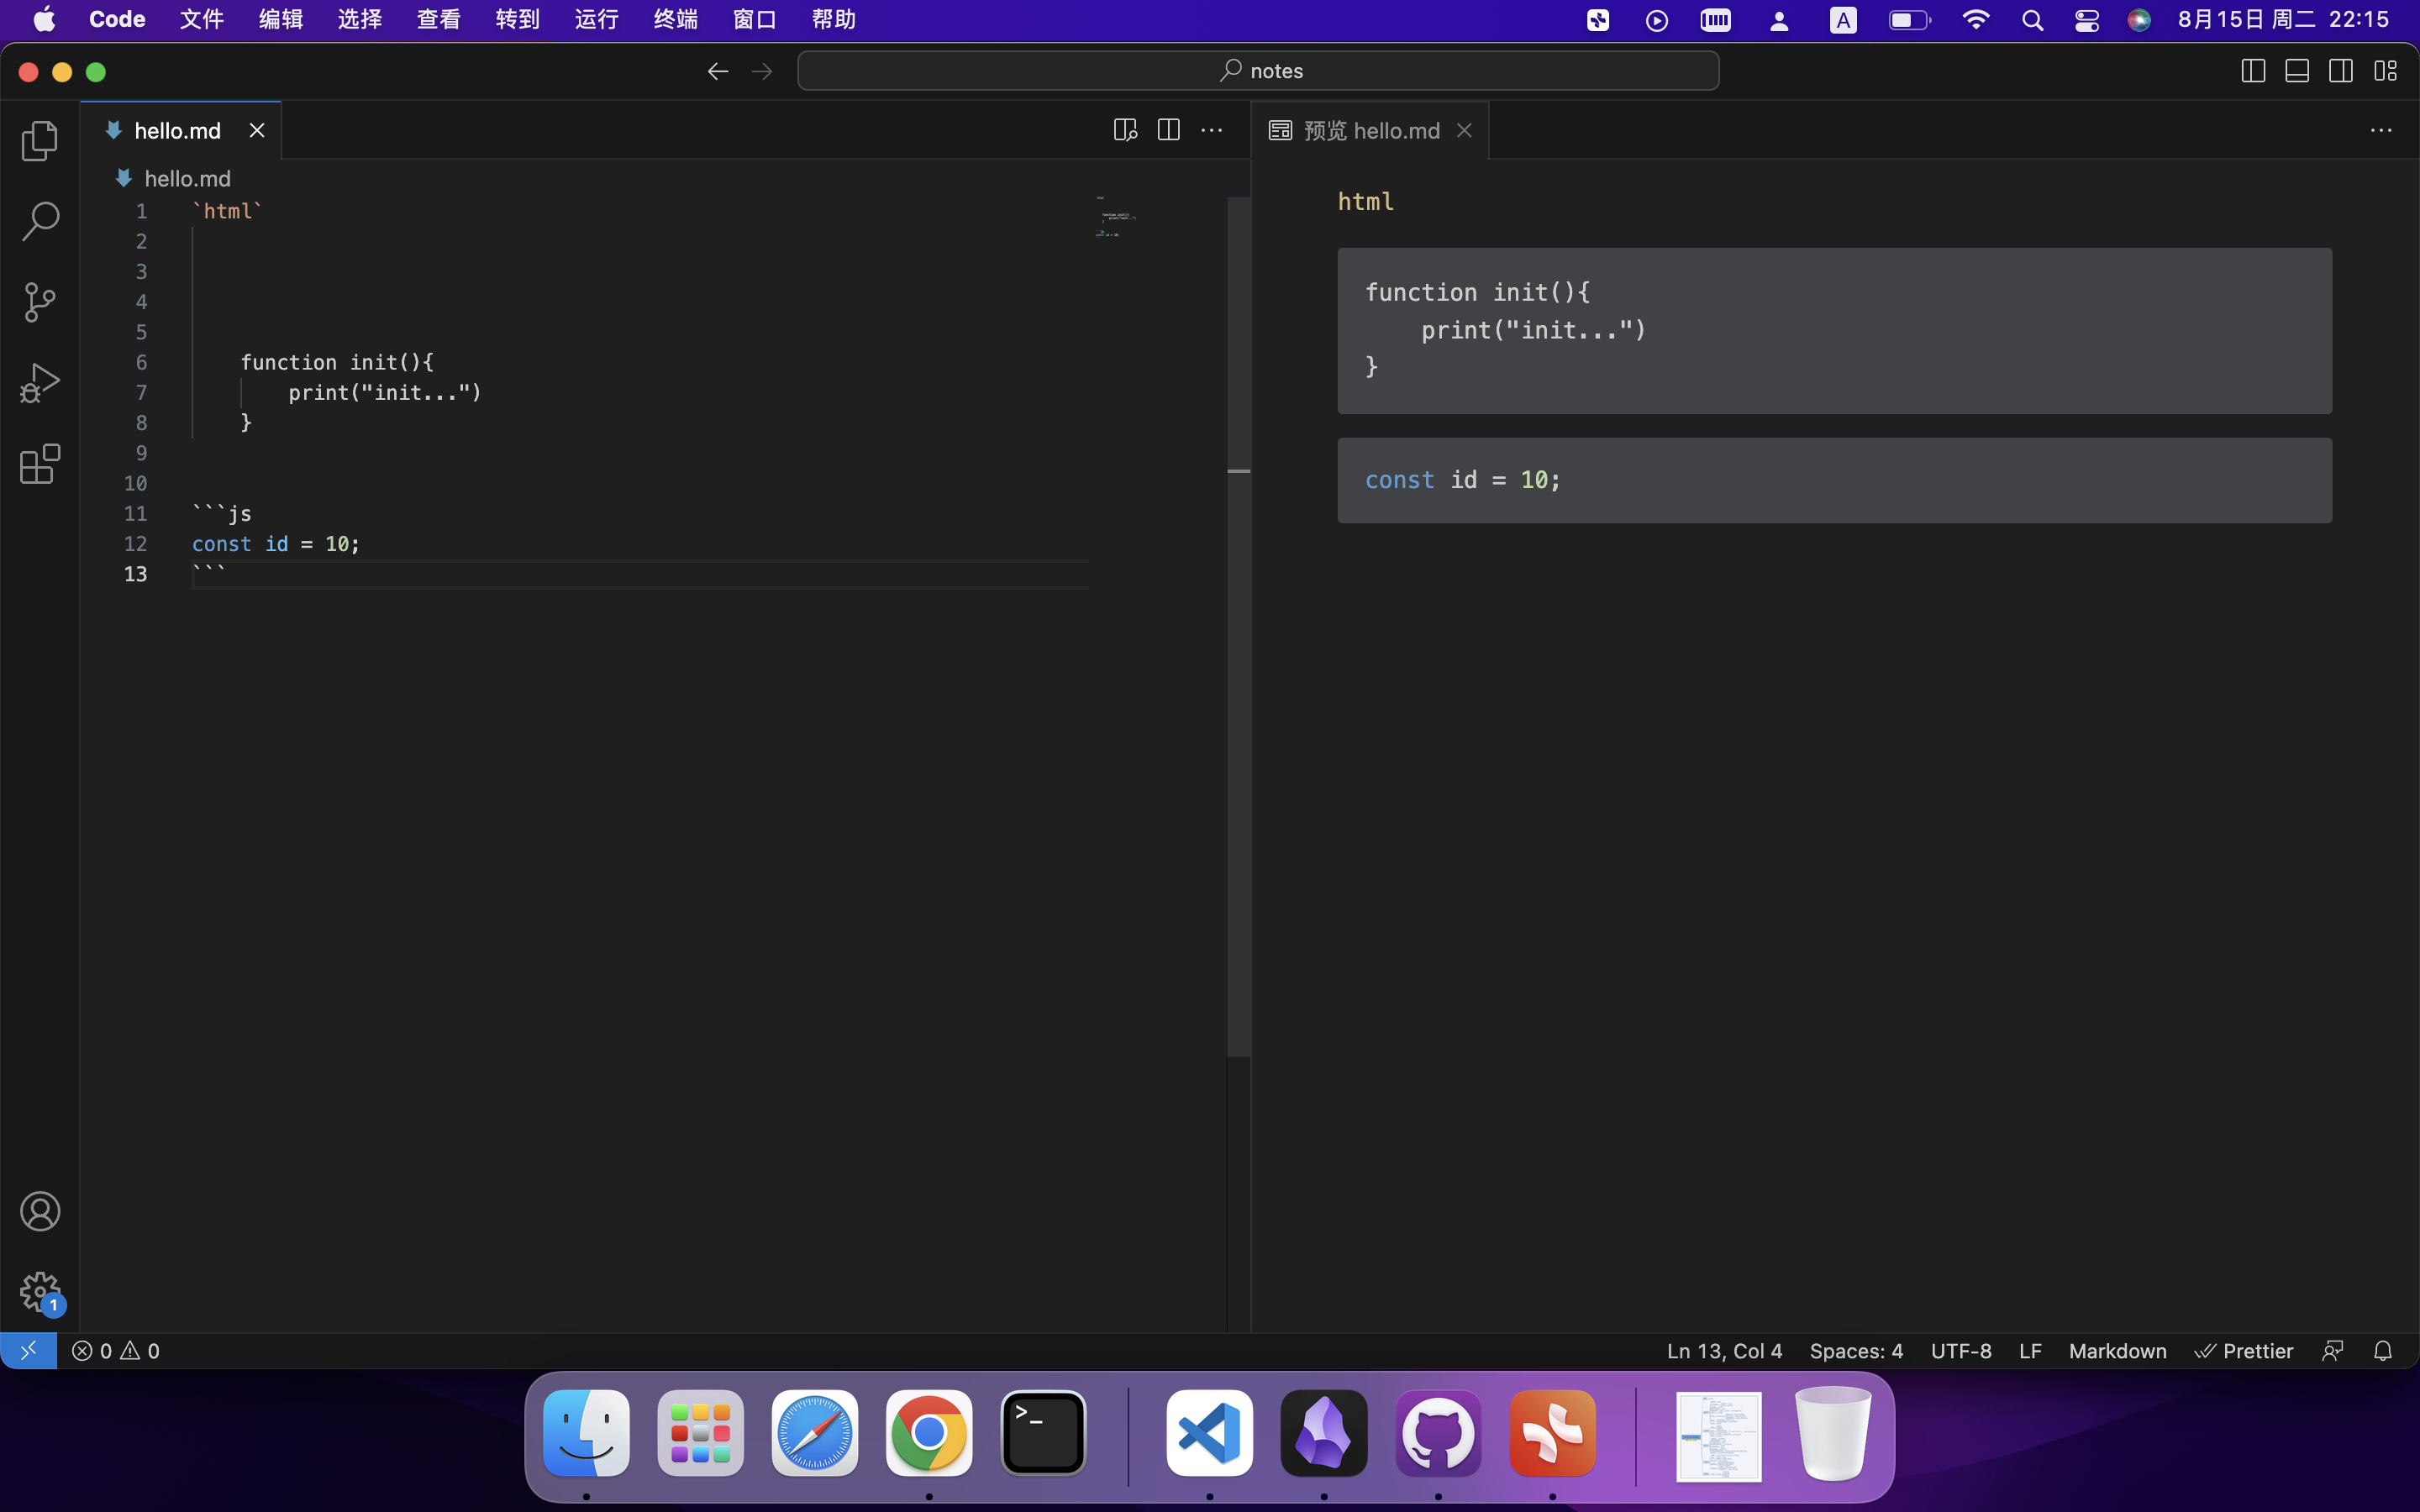 Code 文件 编辑 选择 查看 转到 运行 终端 窗口 帮助 A 8月15日 周二 22:15
notes
hello.md
预览 hello.md
hello.md
1 `html`
2
3
4
5
6 function init(){
7 print("init...")
8 }
9
10
11 ```js
12 const id = 10;
13 ```
html
function init(){
print("init...")
}
const id = 10;
1
0 0
Ln 13, Col 4 Spaces: 4 UTF-8 LF Markdown Prettier
>_